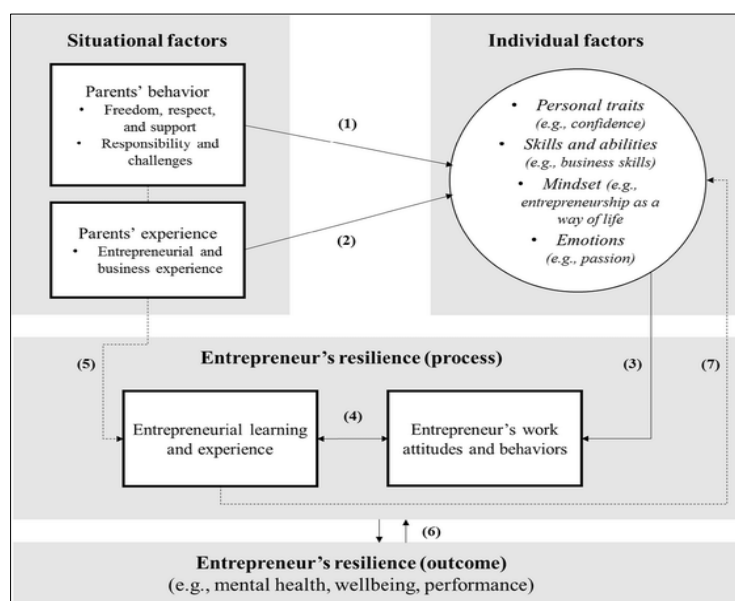 Situational factors
Individual factors
Parents' behavior
• Freedom, respect,
and support
• Responsibility and
challenges
(1)
• Personal traits
(e.g., confidence)
• Skills and abilities
(e.g., business skills)
• Mindset (e.g.,
entrepreneurship as a
way of life
• Emotions
(e.g., passion)
Parents' experience
• Entrepreneurial and
business experience
(2)
(5)
Entrepreneur's resilience (process)
(3)
(7)
Entrepreneurial learning
and experience
(4)
Entrepreneur's work
attitudes and behaviors
(6)
Entrepreneur's resilience (outcome)
(e.g., mental health, wellbeing, performance)